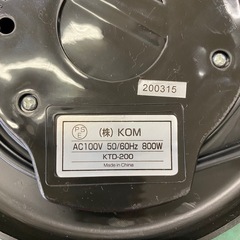 200315
PSE
(株) KOM
AC100V 50/60Hz 800W
KTD-200
Made in China